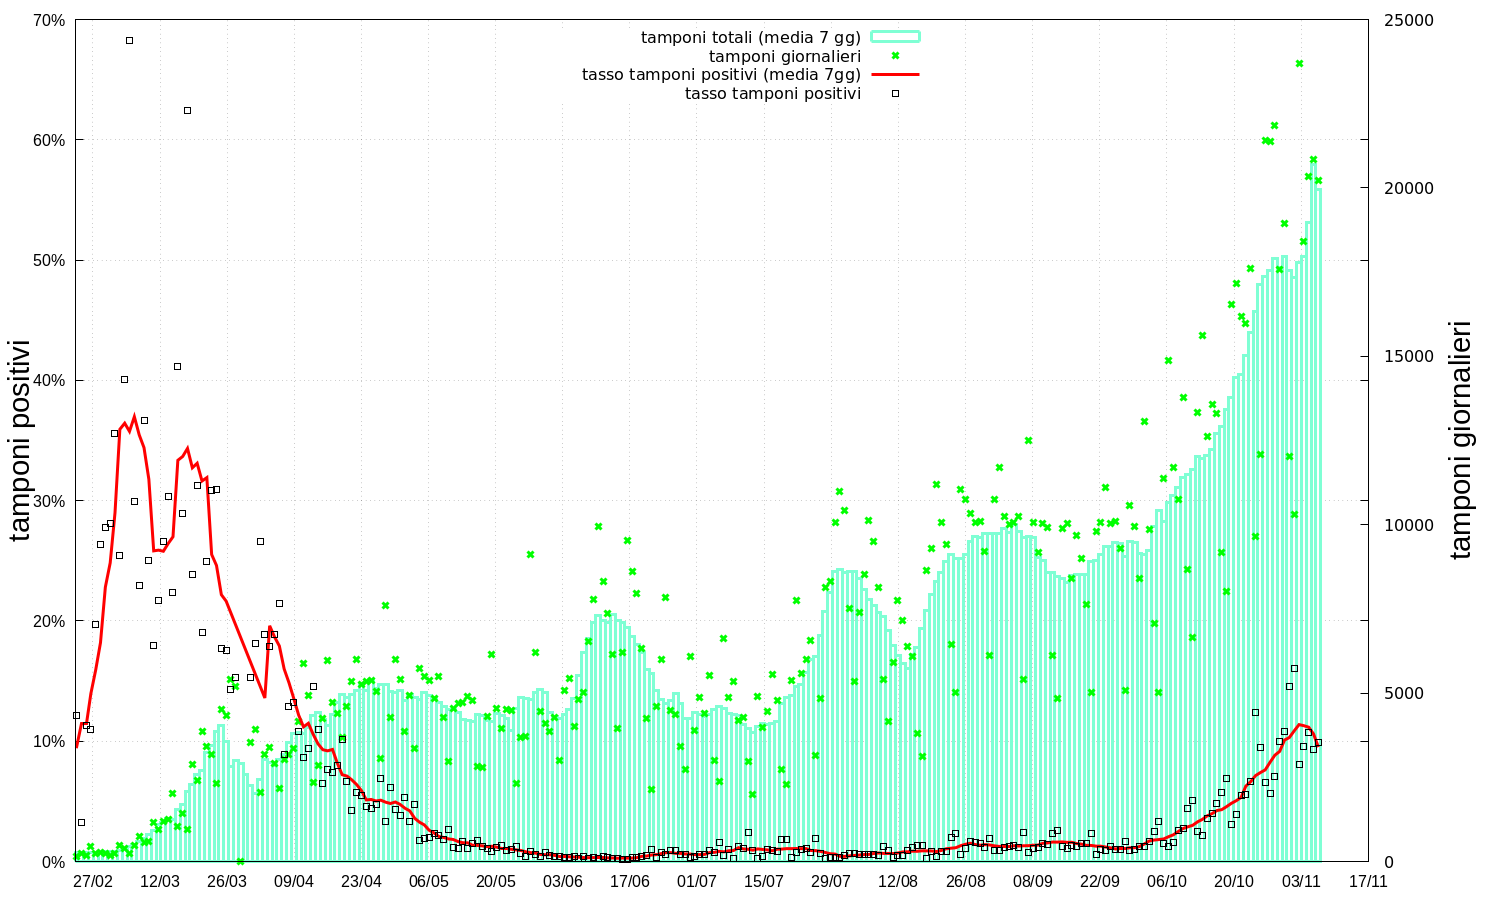 tamponi totali (media 7 gg)
tamponi giornalieri
tasso tamponi positivi (media 7gg)
tasso tamponi positivi
70%
60%
50%
40%
30%
20%
10%
0%
tamponi positivi
25000
20000
15000
10000
5000
0
tamponi giornalieri
27/02 12/03 26/03 09/04 23/04 06/05 20/05 03/06 17/06 01/07 15/07 29/07 12/08 26/08 08/09 22/09 06/10 20/10 03/11 17/11